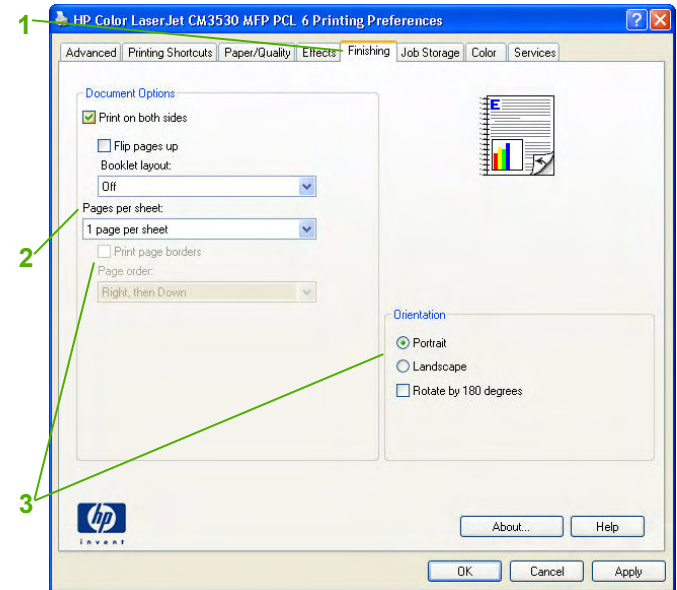 1
HP Color LaserJet CM3530 MFP PCL 6 Printing Preferences
Advanced Printing Shortcuts Paper/Quality Effects Finishing Job Storage Color Services
Document Options
Print on both sides
E
Flip pages up
Booklet layout:
Off
Pages per sheet:
2
1 page per sheet
Print page borders
Page order:
Right, then Down
Orientation
Portrait
Landscape
Rotate by 180 degrees
3
hp
invent
About... Help
OK Cancel Apply